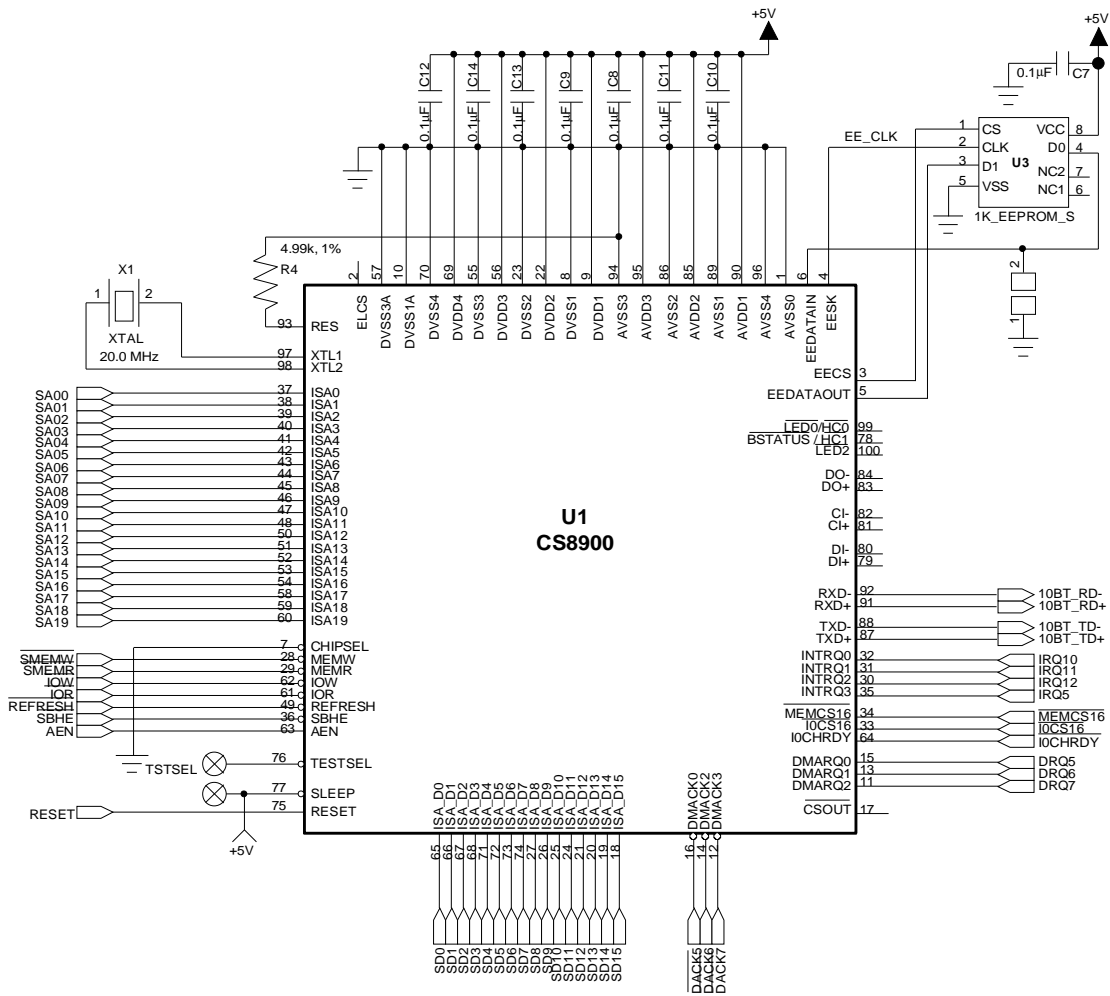 +5V
+5V
C12
C14
C13
C9
C8
C11
C10
0.1µF
0.1µF
0.1µF
0.1µF
0.1µF
0.1µF
0.1µF
0.1µF
C7
EE_CLK
1 CS
2 CLK
3 D1
5 VSS
VCC 8
D0 4
NC2 7
NC1 6
U3
1K_EEPROM_S
4.99k, 1%
R4
X1
1
2
XTAL
20.0 MHz
2
1
2 ELCS
57 DVSS3A
10 DVSS1A
70 DVSS4
69 DVDD4
55 DVSS3
56 DVDD3
23 DVSS2
22 DVDD2
8 DVSS1
9 DVDD1
94 AVSS3
95 AVDD3
86 AVSS2
85 AVDD2
89 AVSS1
90 AVDD1
96 AVSS4
1 AVSS0
6 EEDATAIN
4 EESK
93 RES
97 XTL1
98 XTL2
SA00 37 ISA0
SA01 38 ISA1
SA02 39 ISA2
SA03 40 ISA3
SA04 41 ISA4
SA05 42 ISA5
SA06 43 ISA6
SA07 44 ISA7
SA08 45 ISA8
SA09 46 ISA9
SA10 47 ISA10
SA11 48 ISA11
SA12 50 ISA12
SA13 51 ISA13
SA14 52 ISA14
SA15 53 ISA15
SA16 54 ISA16
SA17 58 ISA17
SA18 59 ISA18
SA19 60 ISA19
7 CHIPSEL
SMEMW 28 MEMW
SMEMR 29 MEMR
IOW 62 IOW
IOR 61 IOR
REFRESH 49 REFRESH
SBHE 36 SBHE
AEN 63 AEN
TSTSEL 76 TESTSEL
77 SLEEP
RESET 75 RESET
+5V
U1
CS8900
EECS 3
EEDATAOUT 5
LED0/HC0 99
BSTATUS / HC1 78
LED2 100
DO- 84
DO+ 83
CI- 82
CI+ 81
DI- 80
DI+ 79
RXD- 92 10BT_RD-
RXD+ 91 10BT_RD+
TXD- 88 10BT_TD-
TXD+ 87 10BT_TD+
INTRQ0 32 IRQ10
INTRQ1 31 IRQ11
INTRQ2 30 IRQ12
INTRQ3 35 IRQ5
MEMCS16 34 MEMCS16
I0CS16 33 I0CS16
I0CHRDY 64 I0CHRDY
DMARQ0 15 DRQ5
DMARQ1 13 DRQ6
DMARQ2 11 DRQ7
CSOUT 17
ISA_D0 65 SD0
ISA_D1 66 SD1
ISA_D2 67 SD2
ISA_D3 68 SD3
ISA_D4 71 SD4
ISA_D5 72 SD5
ISA_D6 73 SD6
ISA_D7 74 SD7
ISA_D8 27 SD8
ISA_D9 26 SD9
ISA_D10 25 SD10
ISA_D11 24 SD11
ISA_D12 21 SD12
ISA_D13 20 SD13
ISA_D14 19 SD14
ISA_D15 18 SD15
DMACK0 16 DACK5
DMACK2 14 DACK6
DMACK3 12 DACK7